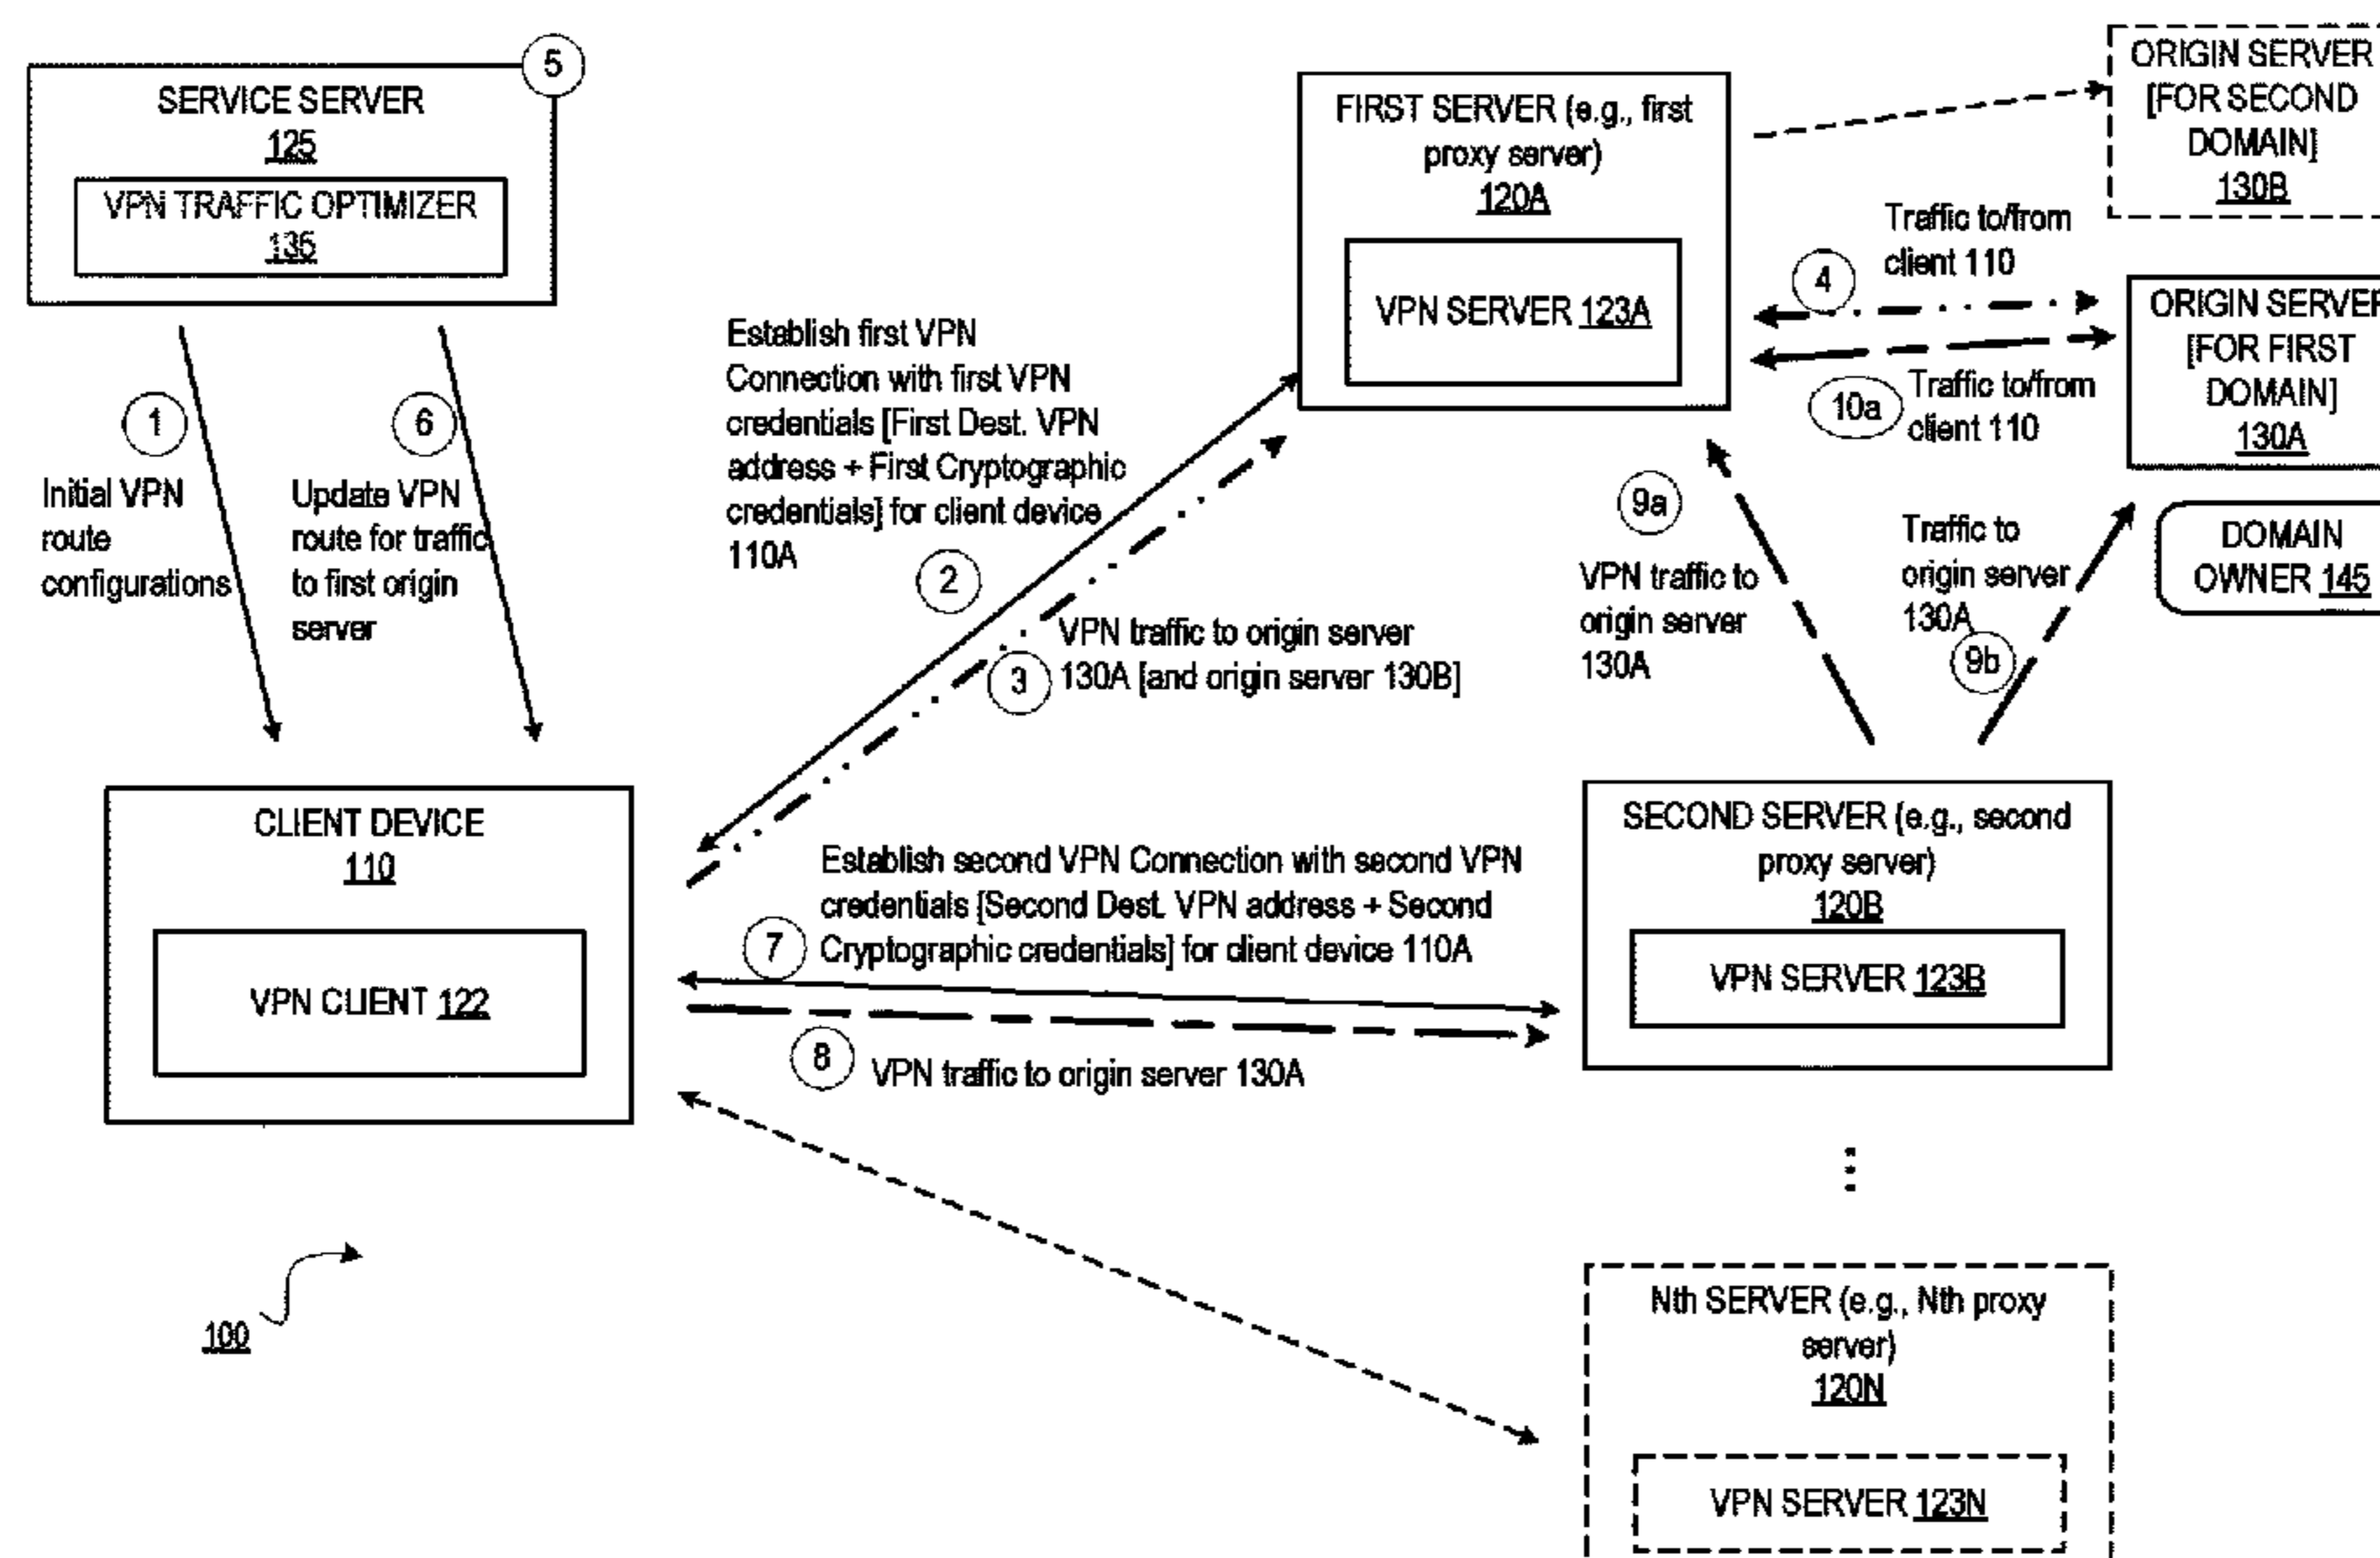 5
SERVICE SERVER
125
VPN TRAFFIC OPTIMIZER
135
1
Initial VPN
route
configurations
6
Update VPN
route for traffic
to first origin
server
CLIENT DEVICE
110
VPN CLIENT 122
100
Establish first VPN
Connection with first VPN
credentials [First Dest. VPN
address + First Cryptographic
credentials] for client device
110A
2
3
VPN traffic to origin server
130A [and origin server 130B]
Establish second VPN Connection with second VPN
credentials [Second Dest. VPN address + Second
Cryptographic credentials] for client device 110A
7
8
VPN traffic to origin server 130A
FIRST SERVER (e.g., first
proxy server)
120A
VPN SERVER 123A
ORIGIN SERVER
[FOR SECOND
DOMAIN]
130B
Traffic to/from
client 110
4
10a
Traffic to/from
client 110
ORIGIN SERVER
[FOR FIRST
DOMAIN]
130A
DOMAIN
OWNER 145
9a
VPN traffic to
origin server
130A
Traffic to
origin server
130A
9b
SECOND SERVER (e.g., second
proxy server)
120B
VPN SERVER 123B
Nth SERVER (e.g., Nth proxy
server)
120N
VPN SERVER 123N